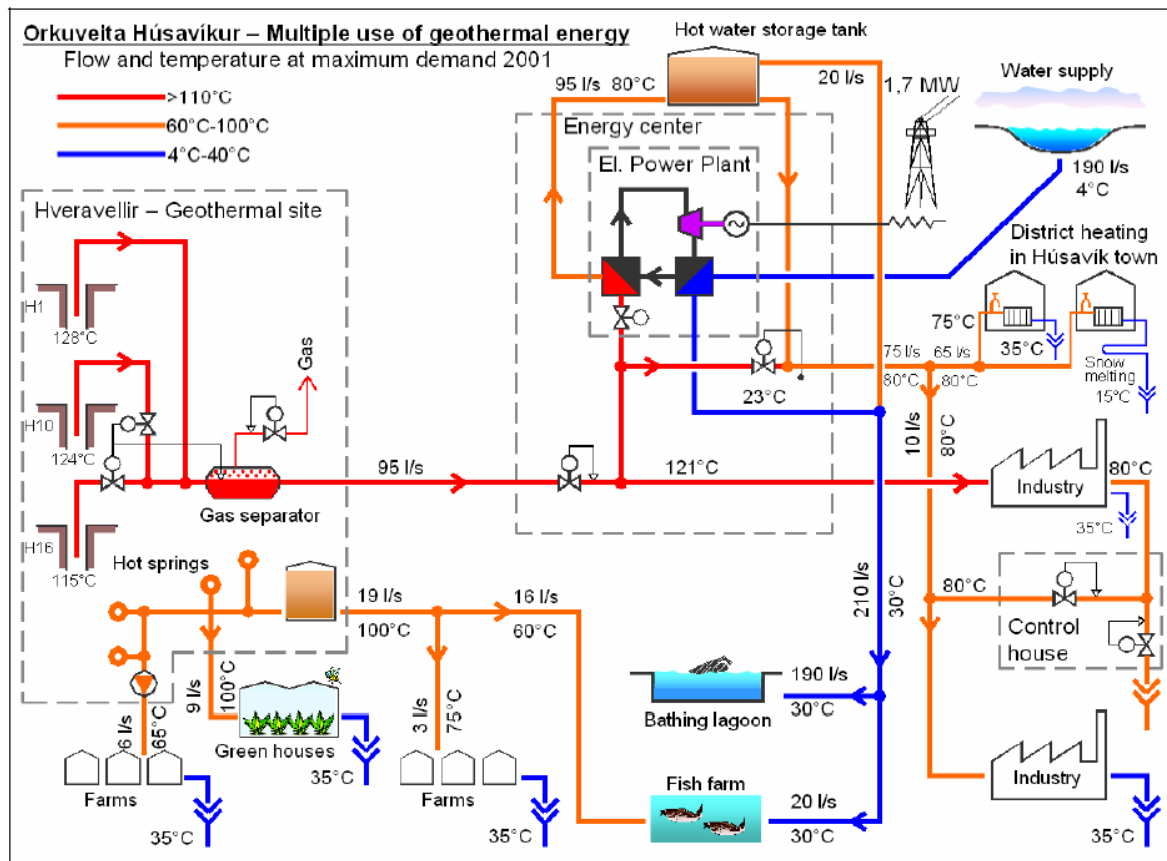 Orkuveita Húsavíkur – Multiple use of geothermal energy
Flow and temperature at maximum demand 2001
>110°C
60°C-100°C
4°C-40°C
Hot water storage tank
95 l/s 80°C
20 l/s
1,7 MW
Water supply
190 l/s
4°C
Energy center
El. Power Plant
Hveravellir – Geothermal site
H1
128°C
H10
124°C
H16
115°C
Gas
Gas separator
95 l/s
121°C
23°C
District heating
in Húsavík town
75°C
35°C
Snow
melting
15°C
75 l/s
80°C
65 l/s
80°C
10 l/s
80°C
Industry
80°C
35°C
80°C
Control
house
Hot springs
19 l/s
100°C
16 l/s
60°C
9 l/s
100°C
Green houses
35°C
6 l/s
65°C
Farms
35°C
3 l/s
75°C
Farms
35°C
210 l/s
30°C
190 l/s
30°C
Bathing lagoon
Fish farm
20 l/s
30°C
Industry
35°C